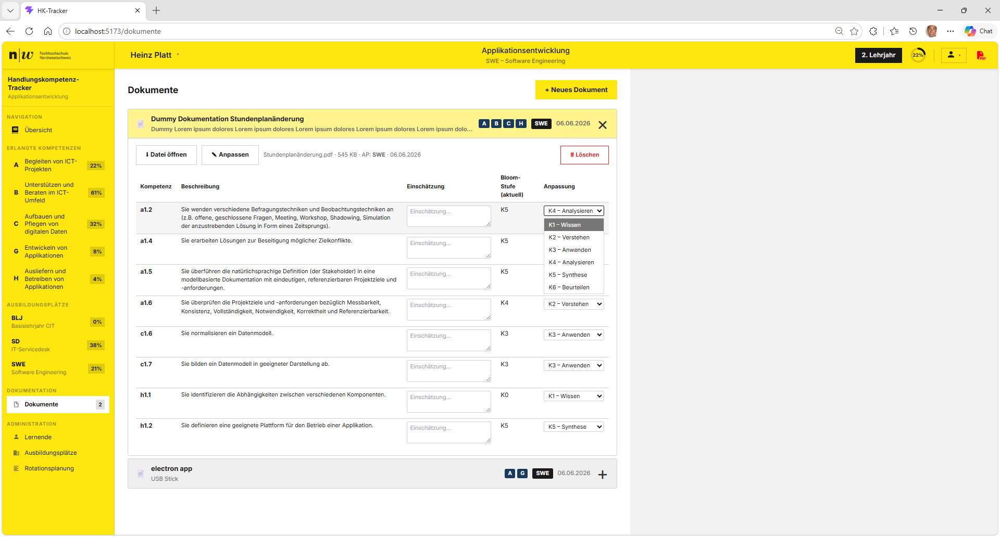 HK-Tracker
localhost:5173/dokumente
Chat
n|w Fachhochschule
Nordwestschweiz
Heinz Platt
Applikationsentwicklung
SWE – Software Engineering
2. Lehrjahr
22%
PDF
Handlungskompetenz-
Tracker
Applikationsentwicklung
NAVIGATION
Übersicht
ERLANGTE KOMPETENZEN
A Begleiten von ICT-
Projekten 22%
B Unterstützen und
Beraten im ICT-
Umfeld 61%
C Aufbauen und
Pflegen von
digitalen Daten 32%
G Entwickeln von
Applikationen 8%
H Ausliefern und
Betreiben von
Applikationen 4%
AUSBILDUNGSPLÄTZE
BLJ
Basislehrjahr CIT 0%
SD
IT-Servicedesk 38%
SWE
Software Engineering 21%
DOKUMENTATION
Dokumente 2
ADMINISTRATION
Lernende
Ausbildungsplätze
Rotationsplanung
Dokumente
+ Neues Dokument
Dummy Dokumentation Stundenplanänderung
Dummy Lorem ipsum dolores Lorem ipsum dolores Lorem ipsum dolores Lorem ipsum dolores Lorem ipsum dolo...
A B C H SWE 06.06.2026
Datei öffnen
Anpassen
Stundenplanänderung.pdf · 545 KB · AP: SWE · 06.06.2026
Löschen
Kompetenz Beschreibung Einschätzung Bloom-
Stufe
(aktuell) Anpassung
a1.2 Sie wenden verschiedene Befragungstechniken und Beobachtungstechniken an
(z.B. offene, geschlossene Fragen, Meeting, Workshop, Shadowing, Simulation
der anzustrebenden Lösung in Form eines Zeitsprungs).
Einschätzung... K5 K4 – Analysieren
K1 – Wissen
K2 – Verstehen
K3 – Anwenden
K4 – Analysieren
K5 – Synthese
K6 – Beurteilen
a1.4 Sie erarbeiten Lösungen zur Beseitigung möglicher Zielkonflikte.
Einschätzung... K5
a1.5 Sie überführen die natürlichsprachige Definition (der Stakeholder) in eine
modellbasierte Dokumentation mit eindeutigen, referenzierbaren Projektziele und
-anforderungen.
Einschätzung... K5
a1.6 Sie überprüfen die Projektziele und -anforderungen bezüglich Messbarkeit,
Konsistenz, Vollständigkeit, Notwendigkeit, Korrektheit und Referenzierbarkeit.
Einschätzung... K4 K2 – Verstehen
c1.6 Sie normalisieren ein Datenmodell.
Einschätzung... K3 K3 – Anwenden
c1.7 Sie bilden ein Datenmodell in geeigneter Darstellung ab.
Einschätzung... K3 K3 – Anwenden
h1.1 Sie identifizieren die Abhängigkeiten zwischen verschiedenen Komponenten.
Einschätzung... K0 K1 – Wissen
h1.2 Sie definieren eine geeignete Plattform für den Betrieb einer Applikation.
Einschätzung... K5 K5 – Synthese
electron app
USB Stick
A G SWE 06.06.2026